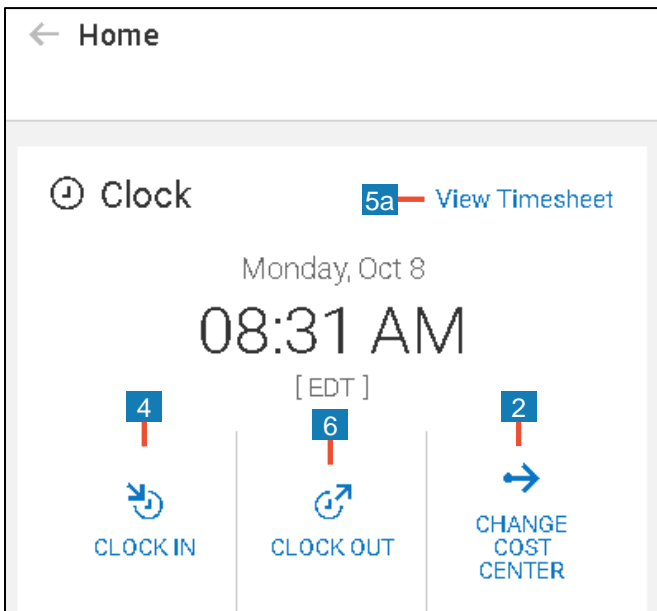 Home
Clock
5a View Timesheet
Monday, Oct 8
08:31 AM
[ EDT ]
4 6 2
CLOCK IN
CLOCK OUT
CHANGE
COST
CENTER